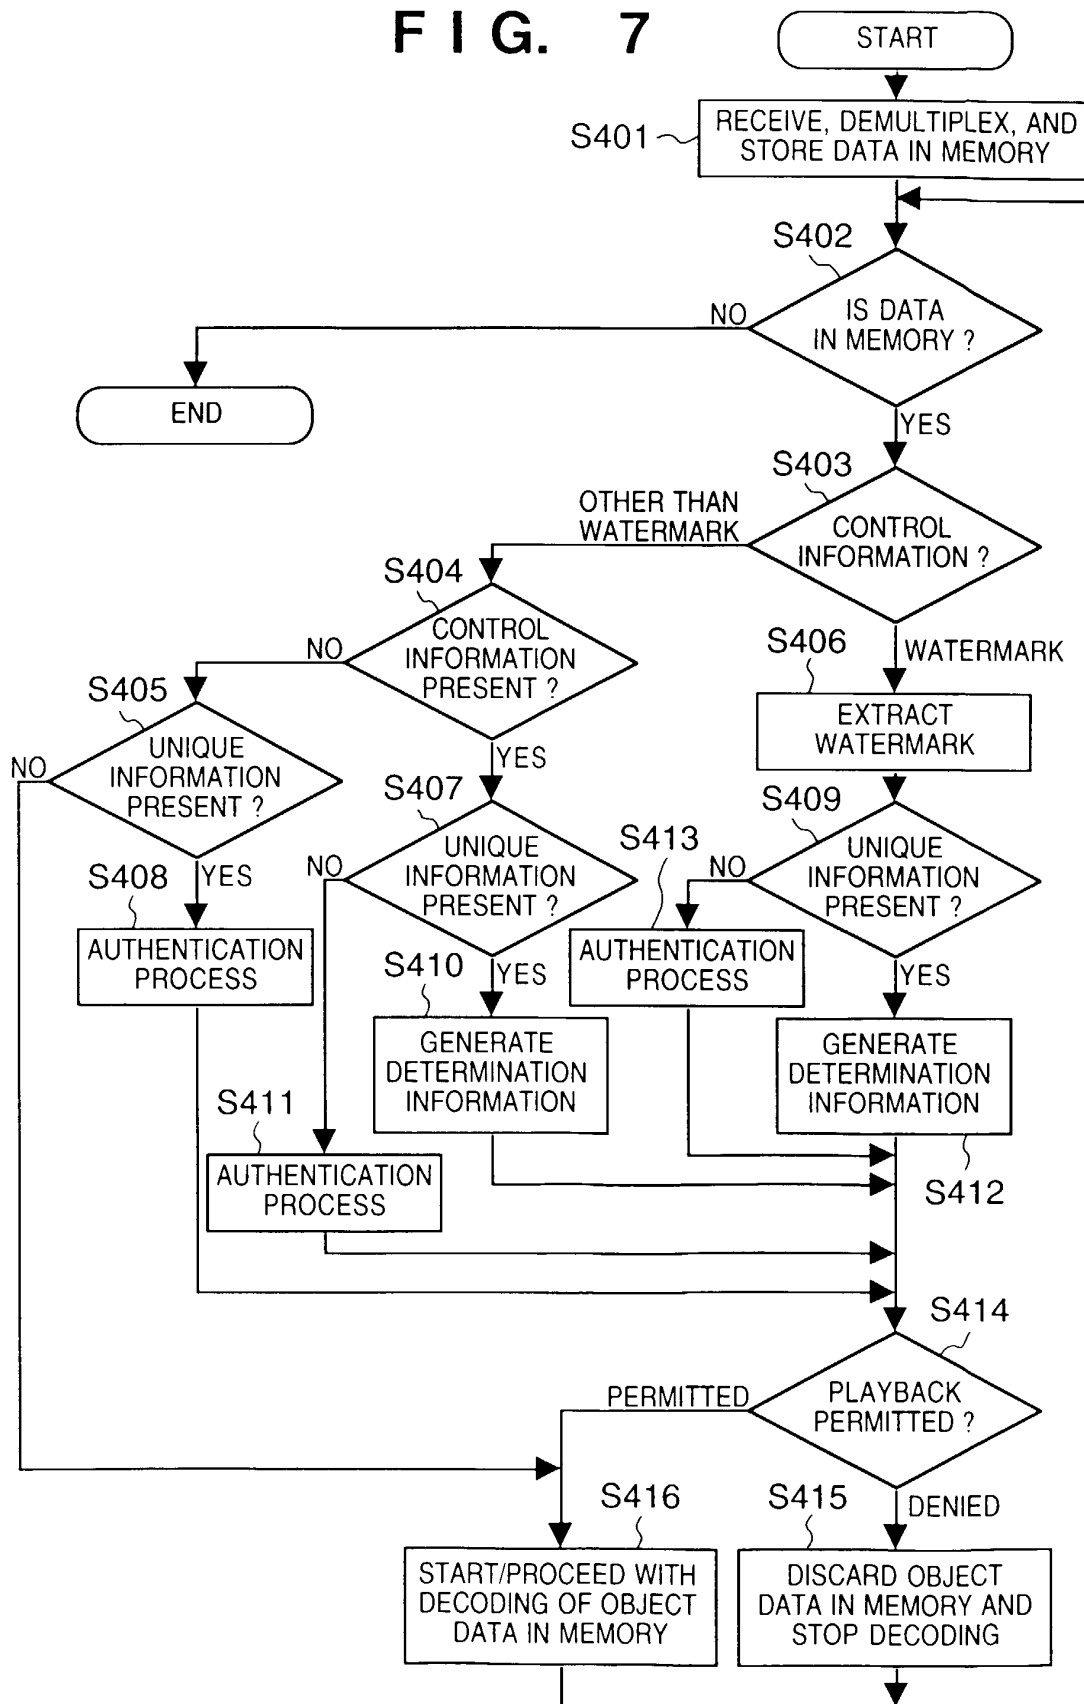 FIG. 7
START
S401
RECEIVE, DEMULTIPLEX, AND
STORE DATA IN MEMORY
S402
IS DATA
IN MEMORY ?
NO
END
YES
S403
OTHER THAN
WATERMARK
CONTROL
INFORMATION ?
S404
CONTROL
INFORMATION
PRESENT ?
NO
S406
WATERMARK
EXTRACT
WATERMARK
S405
UNIQUE
INFORMATION
PRESENT ?
NO
YES
S407
UNIQUE
INFORMATION
PRESENT ?
NO
S409
UNIQUE
INFORMATION
PRESENT ?
S413
NO
S408
YES
AUTHENTICATION
PROCESS
S410
YES
AUTHENTICATION
PROCESS
YES
GENERATE
DETERMINATION
INFORMATION
GENERATE
DETERMINATION
INFORMATION
S411
AUTHENTICATION
PROCESS
S412
S414
PLAYBACK
PERMITTED ?
PERMITTED
S416
S415
DENIED
START/PROCEED WITH
DECODING OF OBJECT
DATA IN MEMORY
DISCARD OBJECT
DATA IN MEMORY AND
STOP DECODING